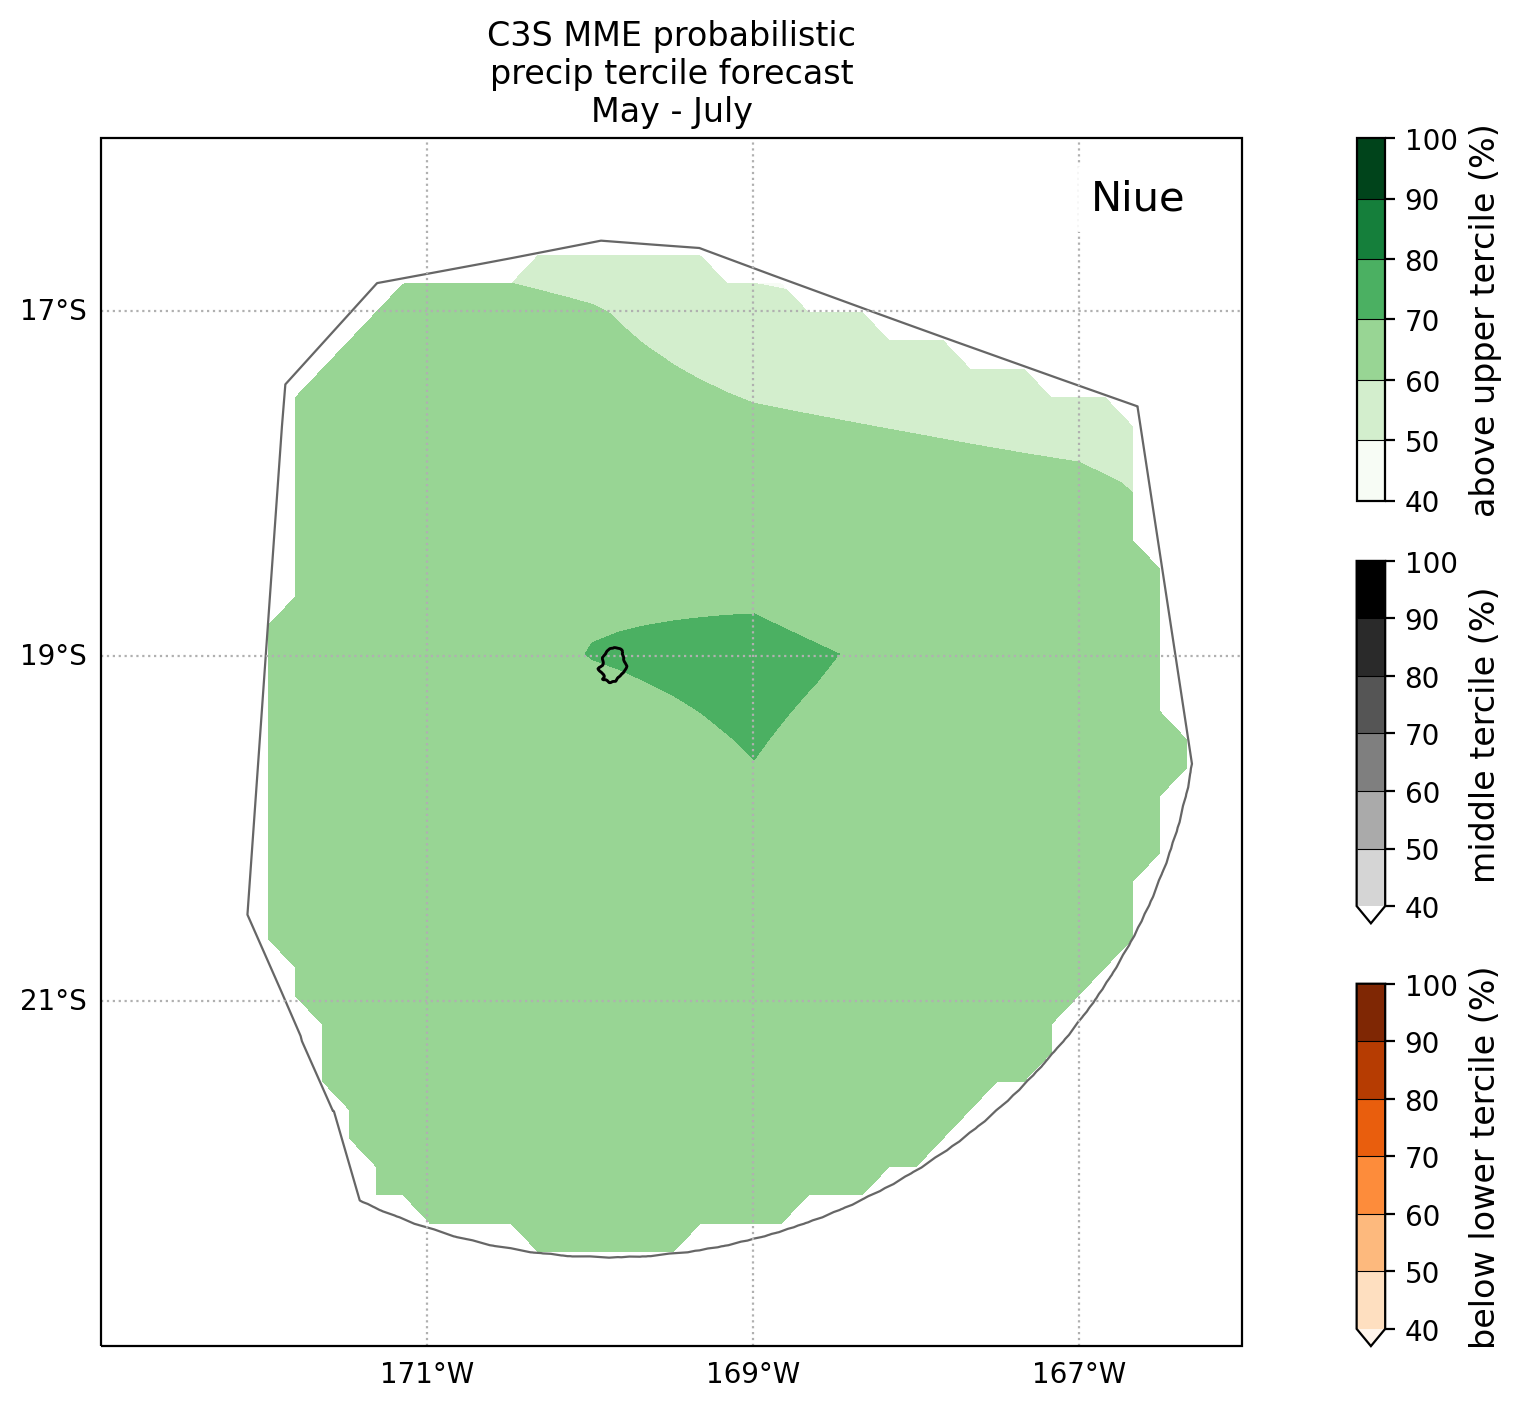 C3S MME probabilistic
precip tercile forecast
May - July
Niue
17°S
19°S
21°S
171°W
169°W
167°W
100
90
80
70
60
50
40
above upper tercile (%)
100
90
80
70
60
50
40
middle tercile (%)
100
90
80
70
60
50
40
below lower tercile (%)